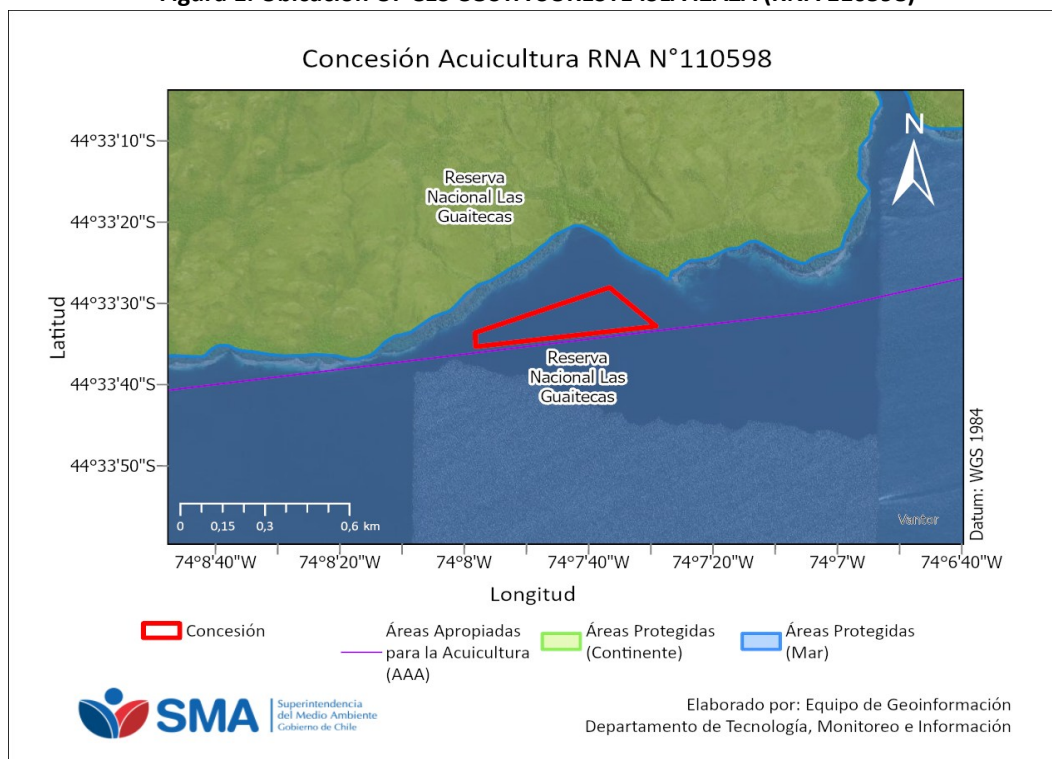 Concesión Acuicultura RNA N°110598
N
44°33'10"S
44°33'20"S
44°33'30"S
44°33'40"S
44°33'50"S
Latitud
Reserva
Nacional Las
Guaitecas
Reserva
Nacional Las
Guaitecas
Datum: WGS 1984
Vantor
0 0,15 0,3 0,6 km
74°8'40"W 74°8'20"W 74°8'W 74°7'40"W 74°7'20"W 74°7'W 74°6'40"W
Longitud
Concesión
Áreas Apropiadas
para la Acuicultura
(AAA)
Áreas Protegidas
(Continente)
Áreas Protegidas
(Mar)
SMA
Superintendencia
del Medio Ambiente
Gobierno de Chile
Elaborado por: Equipo de Geoinformación
Departamento de Tecnología, Monitoreo e Información